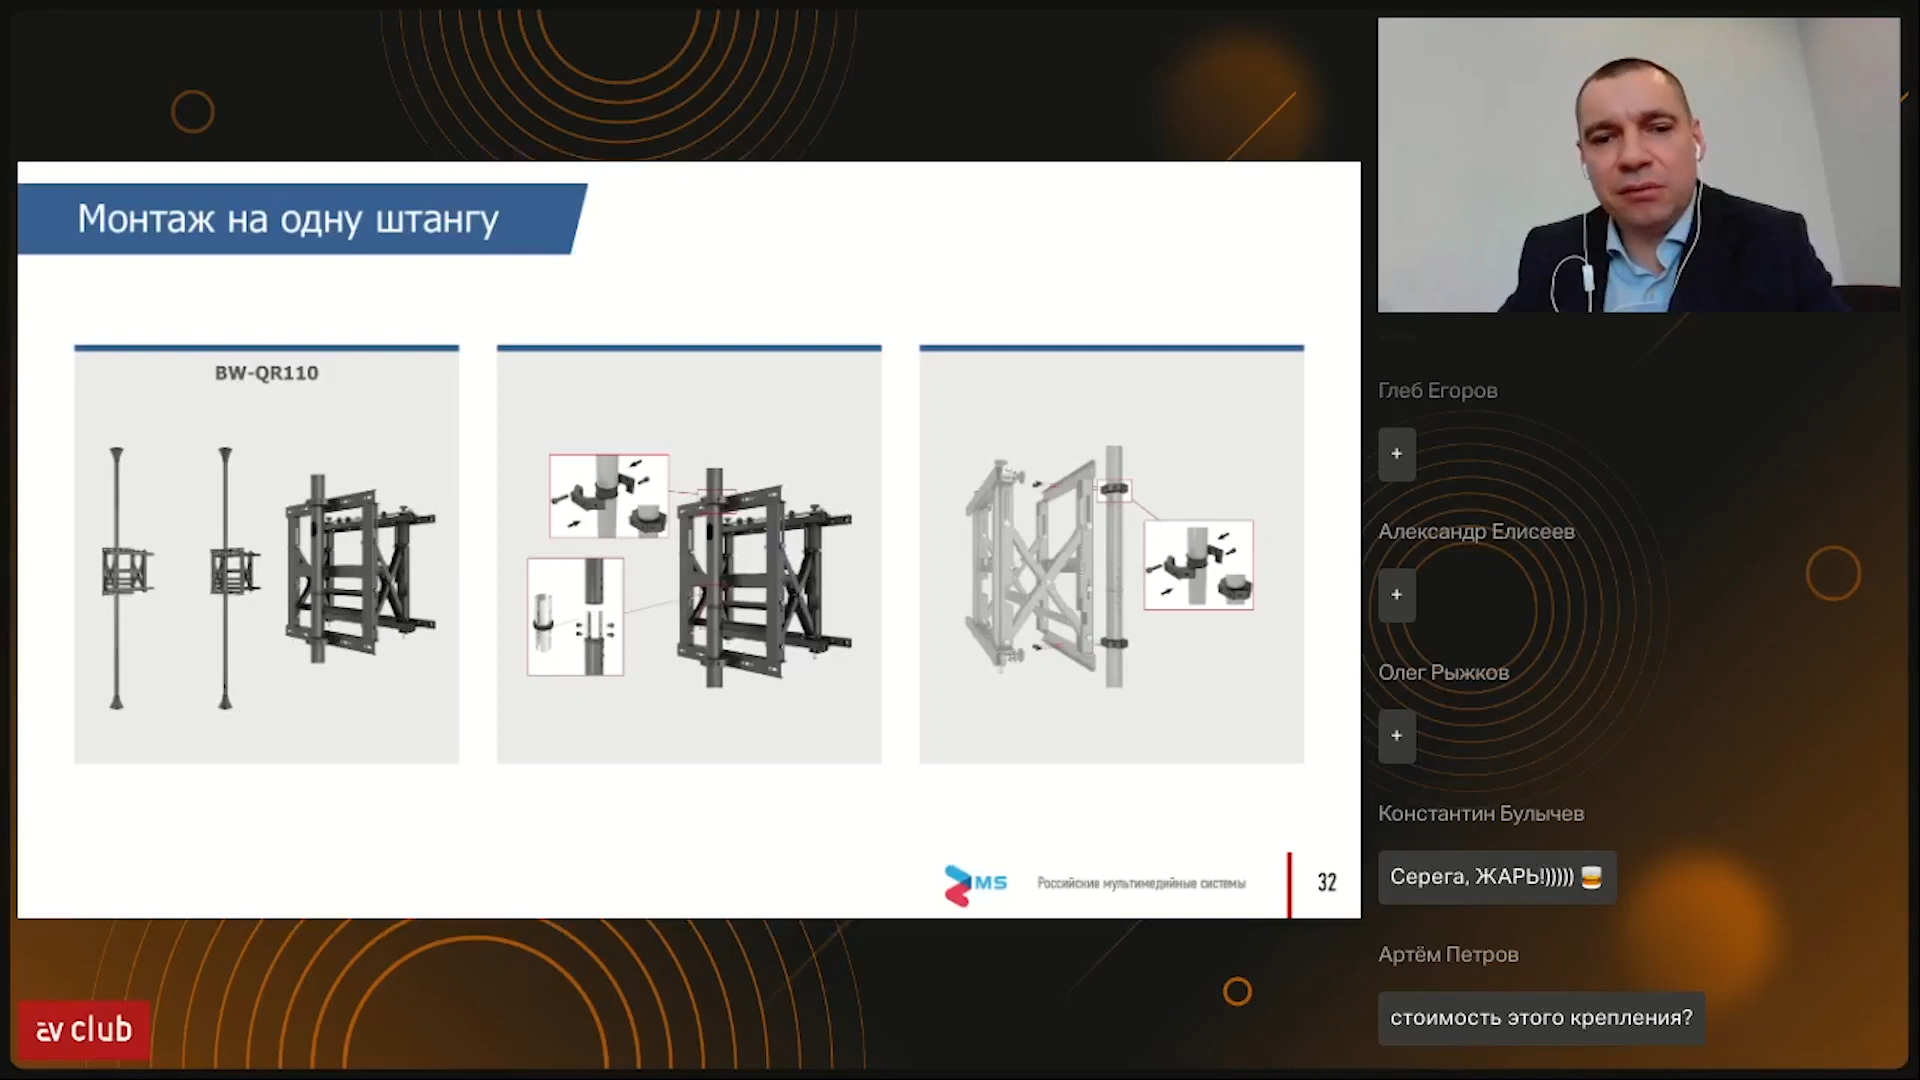 Монтаж на одну штангу
BW-QR110
MS
Российские мультимедийные системы
32
av club
Глеб Егоров
+
Александр Елисеев
+
Олег Рыжков
+
Константин Булычев
Серега, ЖАРЬ!))))) 🥃
Артём Петров
стоимость этого крепления?